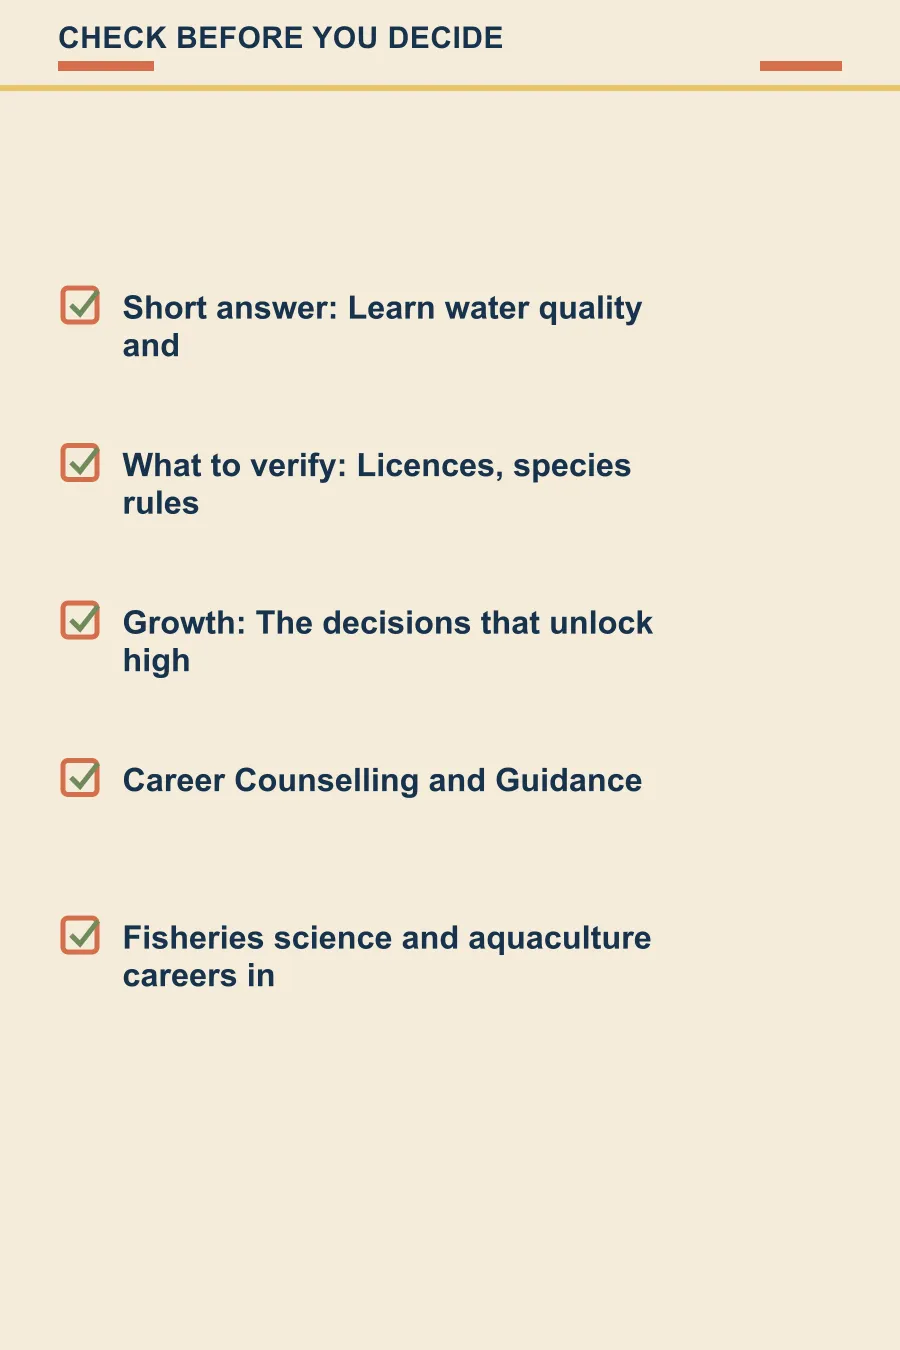 CHECK BEFORE YOU DECIDE
Short answer: Learn water quality
and
What to verify: Licences, species
rules
Growth: The decisions that unlock
high
Career Counselling and Guidance
Fisheries science and aquaculture
careers in